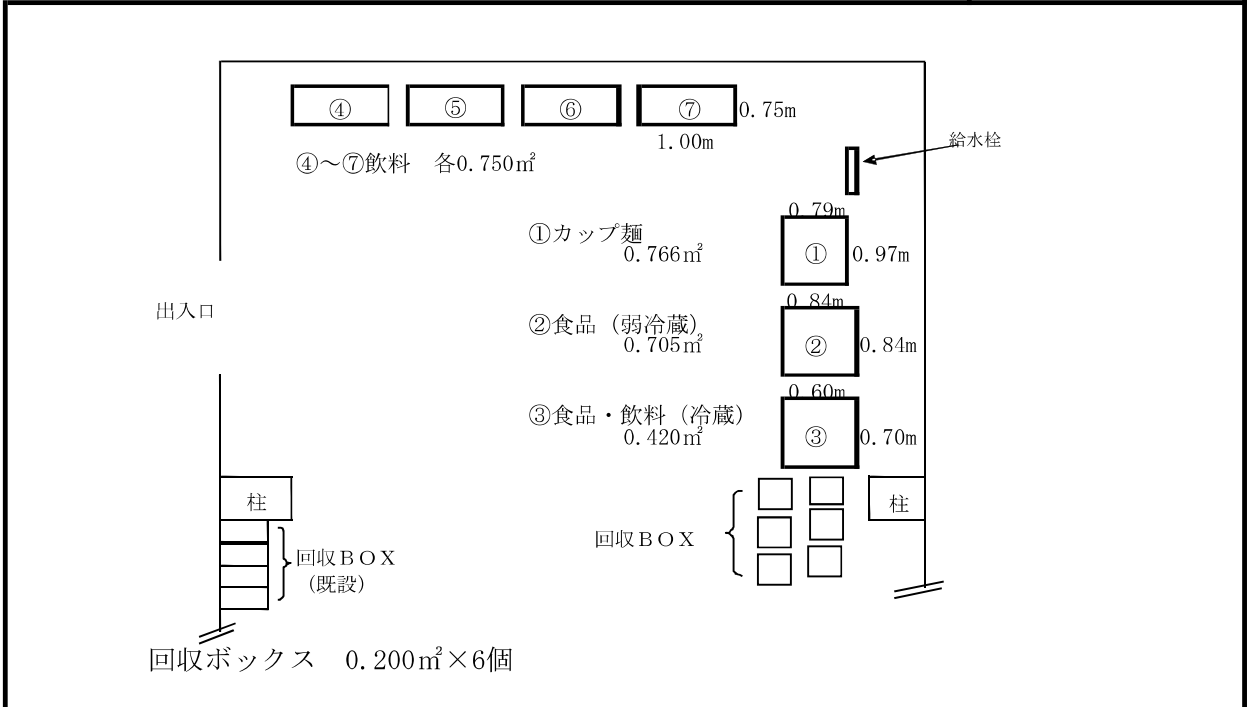 ④
⑤
⑥
⑦
0.75m
1.00m
給水栓
④～⑦飲料　各0.750㎡
0.79m
①カップ麺
0.766㎡
①
0.97m
0.84m
出入口
②食品（弱冷蔵）
0.705㎡
②
0.84m
0.60m
③食品・飲料（冷蔵）
0.420㎡
③
0.70m
柱
柱
回収ＢＯＸ
回収ＢＯＸ
（既設）
回収ボックス　0.200㎡×6個